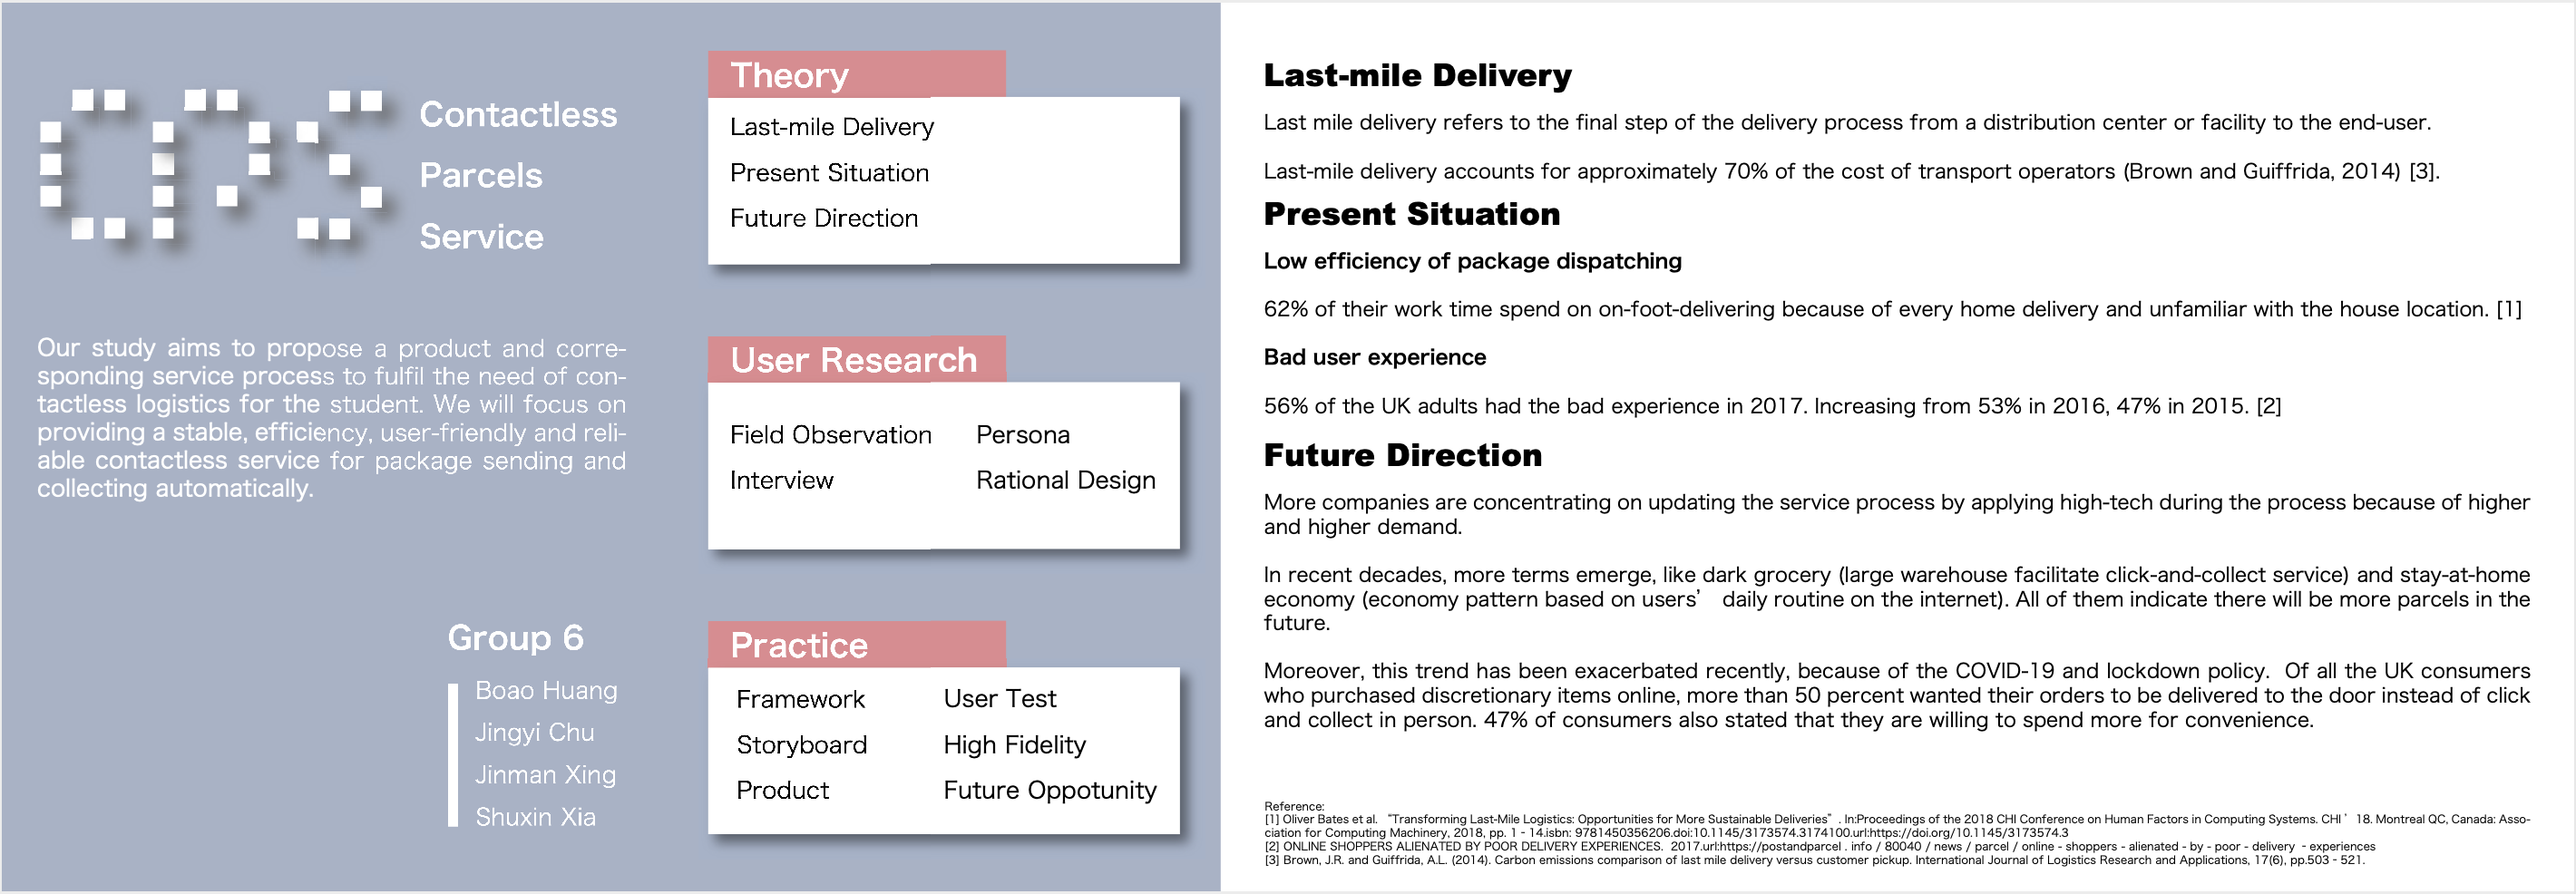 CPS
Contactless
Parcels
Service
Our study aims to propose a product and corre-
sponding service process to fulfil the need of con-
tactless logistics for the student. We will focus on
providing a stable, efficiency, user-friendly and reli-
able contactless service for package sending and
collecting automatically.
Group 6
Boao Huang
Jingyi Chu
Jinman Xing
Shuxin Xia
Theory
Last-mile Delivery
Present Situation
Future Direction
User Research
Field Observation Persona
Interview Rational Design
Practice
Framework User Test
Storyboard High Fidelity
Product Future Oppotunity
Last-mile Delivery
Last mile delivery refers to the final step of the delivery process from a distribution center or facility to the end-user.
Last-mile delivery accounts for approximately 70% of the cost of transport operators (Brown and Guiffrida, 2014) [3].
Present Situation
Low efficiency of package dispatching
62% of their work time spend on on-foot-delivering because of every home delivery and unfamiliar with the house location. [1]
Bad user experience
56% of the UK adults had the bad experience in 2017. Increasing from 53% in 2016, 47% in 2015. [2]
Future Direction
More companies are concentrating on updating the service process by applying high-tech during the process because of higher
and higher demand.
In recent decades, more terms emerge, like dark grocery (large warehouse facilitate click-and-collect service) and stay-at-home
economy (economy pattern based on users’ daily routine on the internet). All of them indicate there will be more parcels in the
future.
Moreover, this trend has been exacerbated recently, because of the COVID-19 and lockdown policy. Of all the UK consumers
who purchased discretionary items online, more than 50 percent wanted their orders to be delivered to the door instead of click
and collect in person. 47% of consumers also stated that they are willing to spend more for convenience.
Reference:
[1] Oliver Bates et al. “Transforming Last-Mile Logistics: Opportunities for More Sustainable Deliveries”. In:Proceedings of the 2018 CHI Conference on Human Factors in Computing Systems. CHI ’ 18. Montreal QC, Canada: Asso-
ciation for Computing Machinery, 2018, pp. 1 - 14.isbn: 9781450356206.doi:10.1145/3173574.3174100.url:https://doi.org/10.1145/3173574.3
[2] ONLINE SHOPPERS ALIENATED BY POOR DELIVERY EXPERIENCES. 2017.url:https://postandparcel . info / 80040 / news / parcel / online - shoppers - alienated - by - poor - delivery - experiences
[3] Brown, J.R. and Guiffrida, A.L. (2014). Carbon emissions comparison of last mile delivery versus customer pickup. International Journal of Logistics Research and Applications, 17(6), pp.503 - 521.